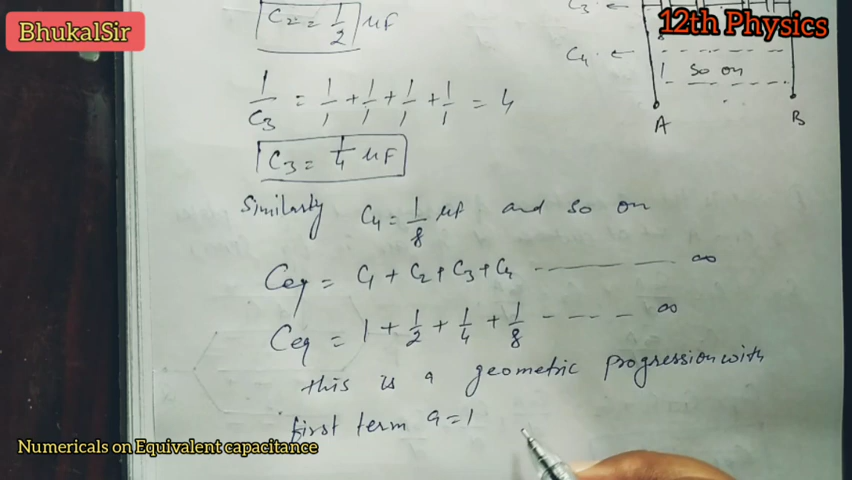 BhukalSir
12th Physics
C2 = 1/2 μF
C3 ←
C4 ←
1 so on
A B
1/C3 = 1/1 + 1/1 + 1/1 + 1/1 = 4
C3 = 1/4 μF
Similarly C4 = 1/8 μf and so on
Ceq = C1 + C2 + C3 + C4 ------- ∞
Ceq = 1 + 1/2 + 1/4 + 1/8 ---- ∞
this is a geometric progression with
first term a=1
Numericals on Equivalent capacitance